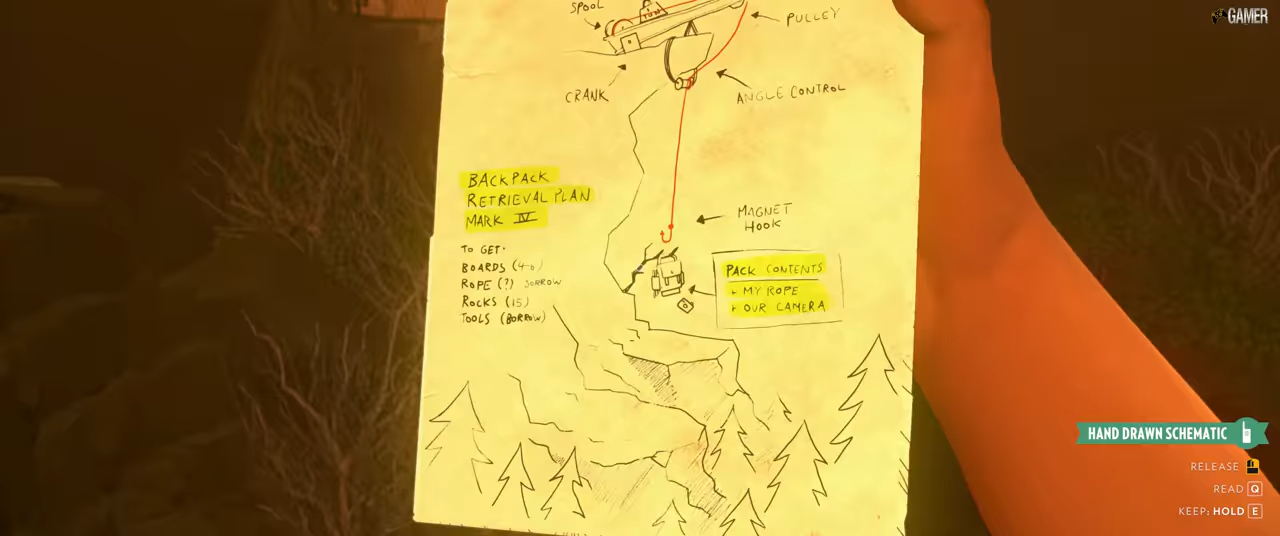 GAMER
SPOOL
PULLEY
CRANK
ANGLE CONTROL
BACKPACK
RETRIEVAL PLAN
MARK IV
MAGNET
HOOK
TO GET:
BOARDS (4-6)
ROPE (?) BORROW
ROCKS (15)
TOOLS (BORROW)
PACK CONTENTS
+ MY ROPE
+ OUR CAMERA
HAND DRAWN SCHEMATIC
RELEASE
READ Q
KEEP: HOLD E